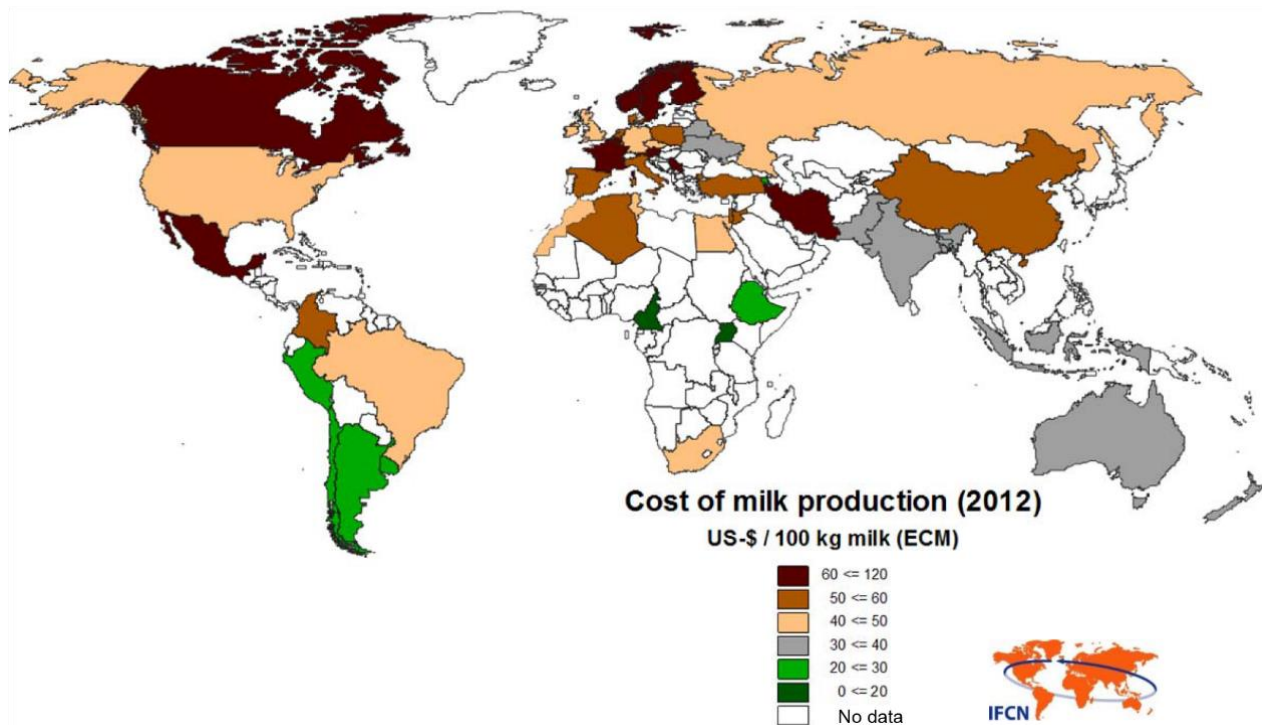 Cost of milk production (2012)
US-$ / 100 kg milk (ECM)
60 <= 120
50 <= 60
40 <= 50
30 <= 40
20 <= 30
0 <= 20
No data
IFCN